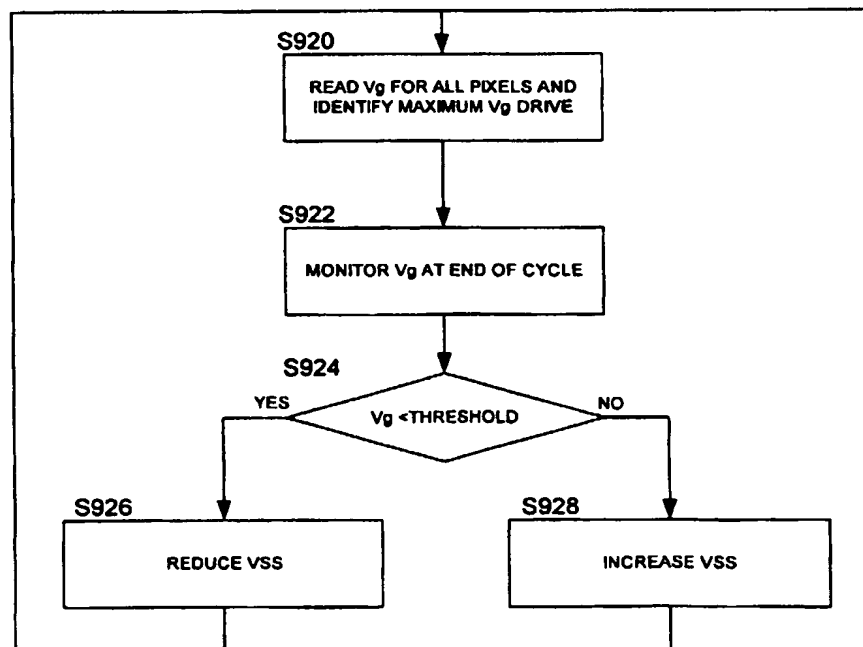 S920
READ Vg FOR ALL PIXELS AND
IDENTIFY MAXIMUM Vg DRIVE
S922
MONITOR Vg AT END OF CYCLE
S924
YES
Vg <THRESHOLD
NO
S926
REDUCE VSS
S928
INCREASE VSS